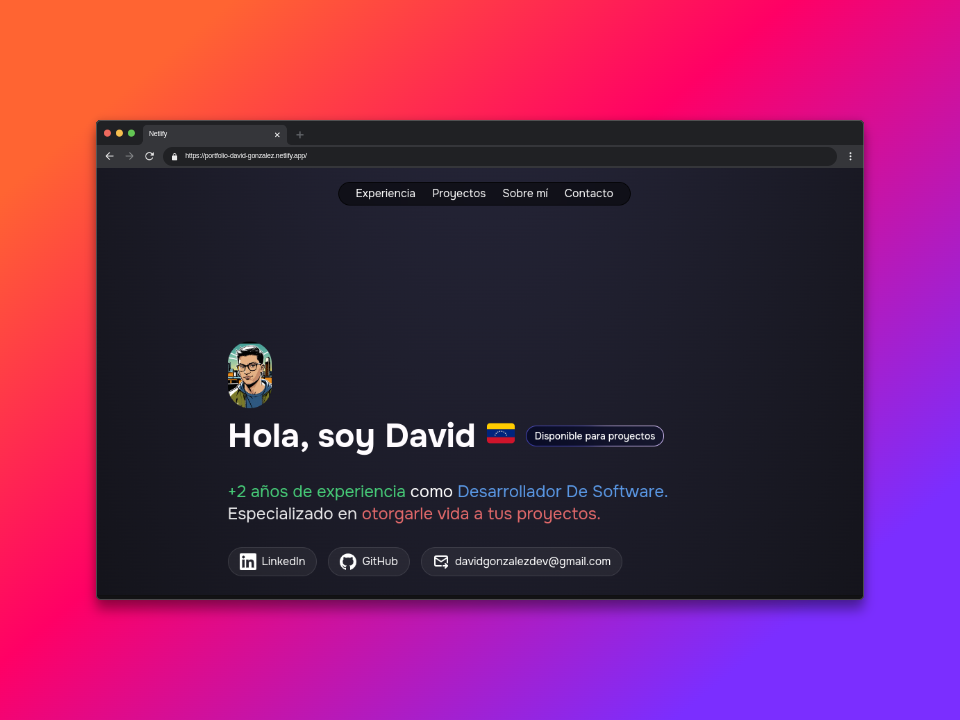 Netlify
https://portfolio-david-gonzalez.netlify.app/
Experiencia Proyectos Sobre mí Contacto
Hola, soy David Disponible para proyectos
+2 años de experiencia como Desarrollador De Software.
Especializado en otorgarle vida a tus proyectos.
LinkedIn GitHub davidgonzalezdev@gmail.com